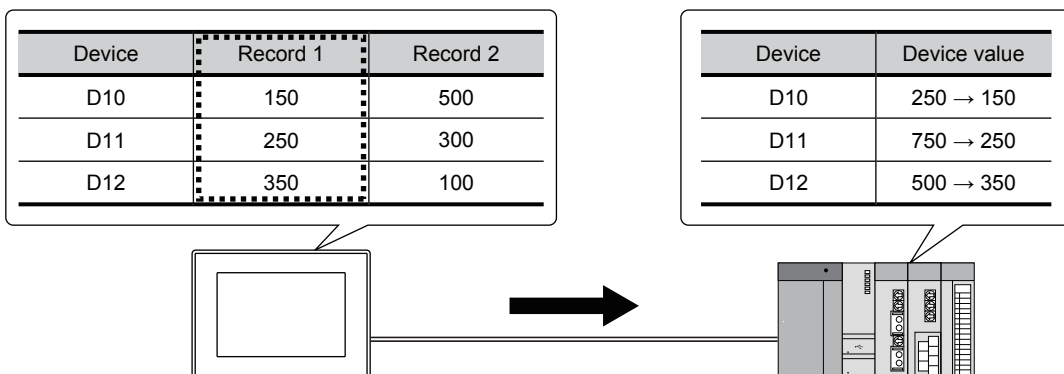 Device Record 1 Record 2
D10 150 500
D11 250 300
D12 350 100
Device Device value
D10 250 → 150
D11 750 → 250
D12 500 → 350